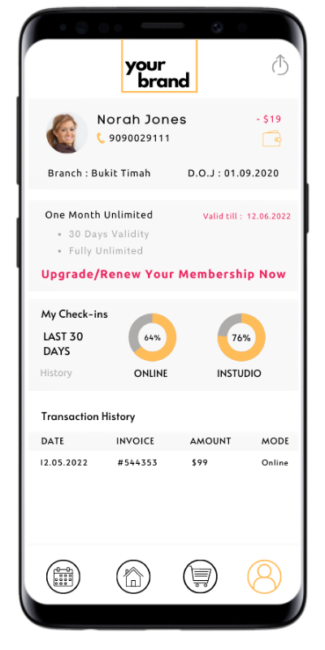 your
brand
Norah Jones
- $19
9090029111
Branch : Bukit Timah
D.O.J : 01.09.2020
One Month Unlimited
Valid till : 12.06.2022
• 30 Days Validity
• Fully Unlimited
Upgrade/Renew Your Membership Now
My Check-ins
LAST 30
DAYS
64%
76%
History
ONLINE
INSTUDIO
Transaction History
DATE INVOICE AMOUNT MODE
12.05.2022 #544353 $99 Online